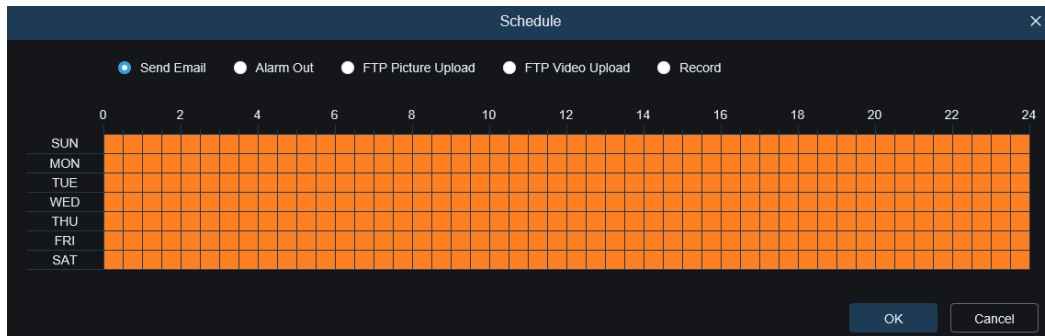 Schedule
Send Email Alarm Out FTP Picture Upload FTP Video Upload Record
0 2 4 6 8 10 12 14 16 18 20 22 24
SUN
MON
TUE
WED
THU
FRI
SAT
OK Cancel